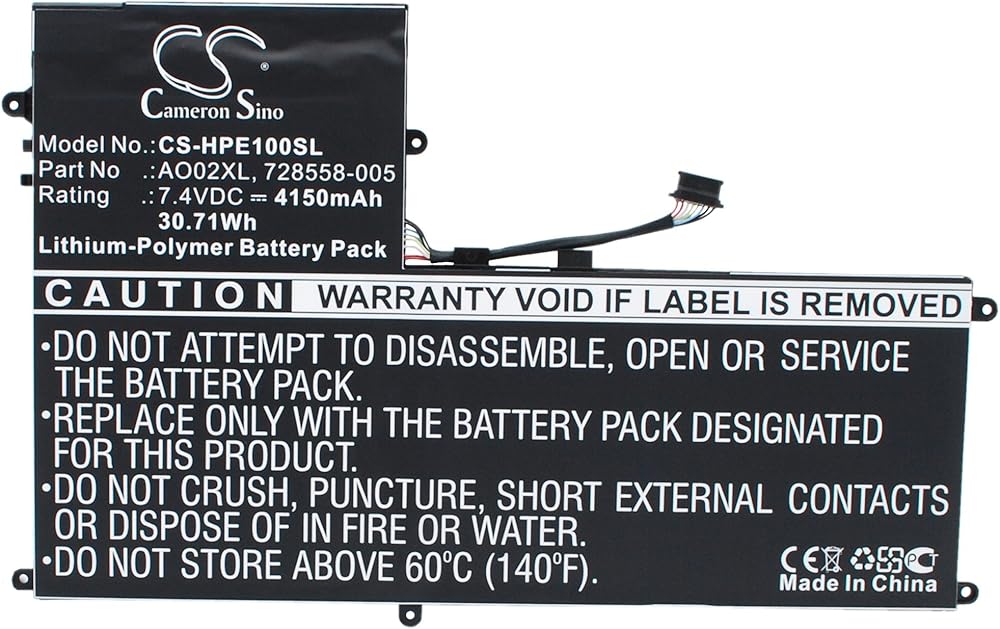 CS ®
Cameron Sino
Model No.:CS-HPE100SL
Part No .:AO02XL, 728558-005
Rating .:7.4VDC ⎓ 4150mAh
30.71Wh
Lithium-Polymer Battery Pack
CAUTION WARRANTY VOID IF LABEL IS REMOVED
•DO NOT ATTEMPT TO DISASSEMBLE, OPEN OR SERVICE
THE BATTERY PACK.
•REPLACE ONLY WITH THE BATTERY PACK DESIGNATED
FOR THIS PRODUCT.
•DO NOT CRUSH, PUNCTURE, SHORT EXTERNAL CONTACTS
OR DISPOSE OF IN FIRE OR WATER.
•DO NOT STORE ABOVE 60°C (140°F).
CE PCT
Made In China